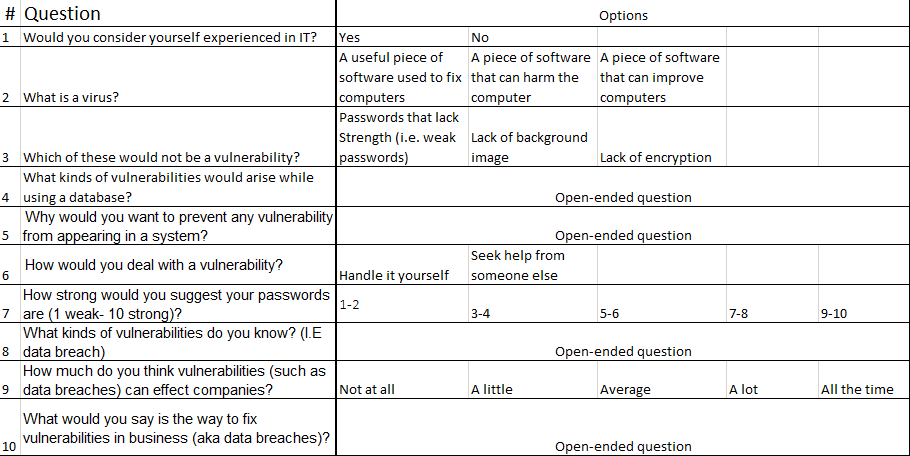 # Question Options
1 Would you consider yourself experienced in IT? Yes No
A useful piece of A piece of software A piece of software
software used to fix that can harm the that can improve
2 What is a virus? computers computer computers
Passwords that lack
Strength (i.e. weak Lack of background
3 Which of these would not be a vulnerability? passwords) image Lack of encryption
What kinds of vulnerabilities would arise while
4 using a database? Open-ended question
Why would you want to prevent any vulnerability
5 from appearing in a system? Open-ended question
How would you deal with a vulnerability? Seek help from
6 Handle it yourself someone else
How strong would you suggest your passwords
7 are (1 weak- 10 strong)? 1-2 3-4 5-6 7-8 9-10
What kinds of vulnerabilities do you know? (I.E
8 data breach) Open-ended question
How much do you think vulnerabilities (such as
9 data breaches) can effect companies? Not at all A little Average A lot All the time
What would you say is the way to fix
vulnerabilities in business (aka data breaches)?
10 Open-ended question